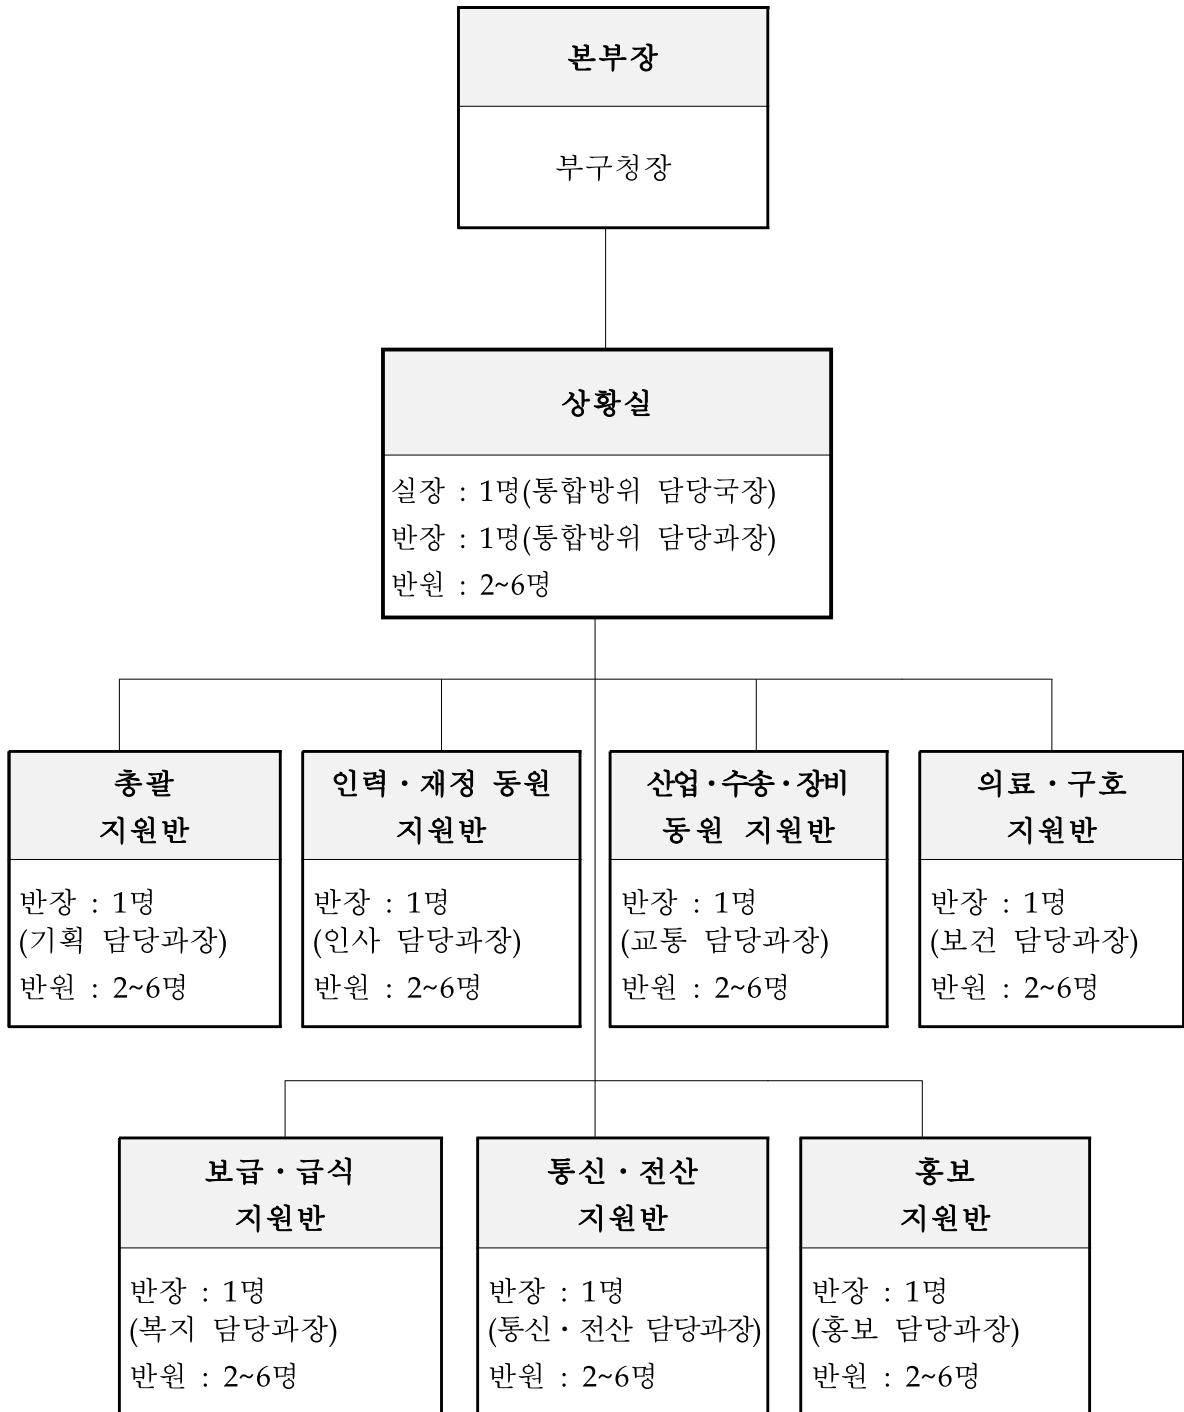 본부장
부구청장
상황실
실장 : 1명(통합방위 담당국장)
반장 : 1명(통합방위 담당과장)
반원 : 2~6명
총괄
지원반
반장 : 1명
(기획 담당과장)
반원 : 2~6명
인력·재정 동원
지원반
반장 : 1명
(인사 담당과장)
반원 : 2~6명
산업·수송·장비
동원 지원반
반장 : 1명
(교통 담당과장)
반원 : 2~6명
의료·구호
지원반
반장 : 1명
(보건 담당과장)
반원 : 2~6명
보급·급식
지원반
반장 : 1명
(복지 담당과장)
반원 : 2~6명
통신·전산
지원반
반장 : 1명
(통신·전산 담당과장)
반원 : 2~6명
홍보
지원반
반장 : 1명
(홍보 담당과장)
반원 : 2~6명